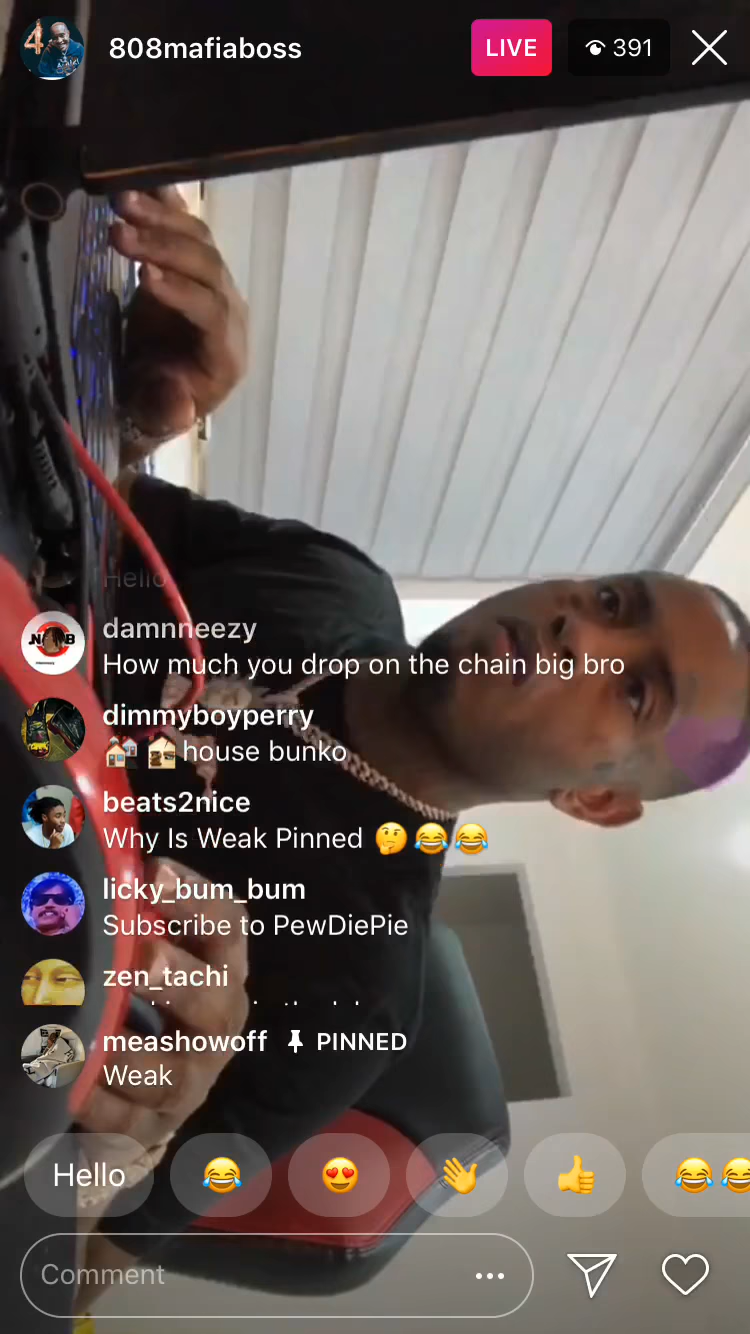 808mafiaboss
LIVE
391
Hello
damnneezy
How much you drop on the chain big bro
dimmyboyperry
🏘️ 🏚️house bunko
beats2nice
Why Is Weak Pinned 🤔😂😂
licky_bum_bum
Subscribe to PewDiePie
zen_tachi
meashowoff PINNED
Weak
Hello 😂 😍 👋 👍 😂😂
Comment